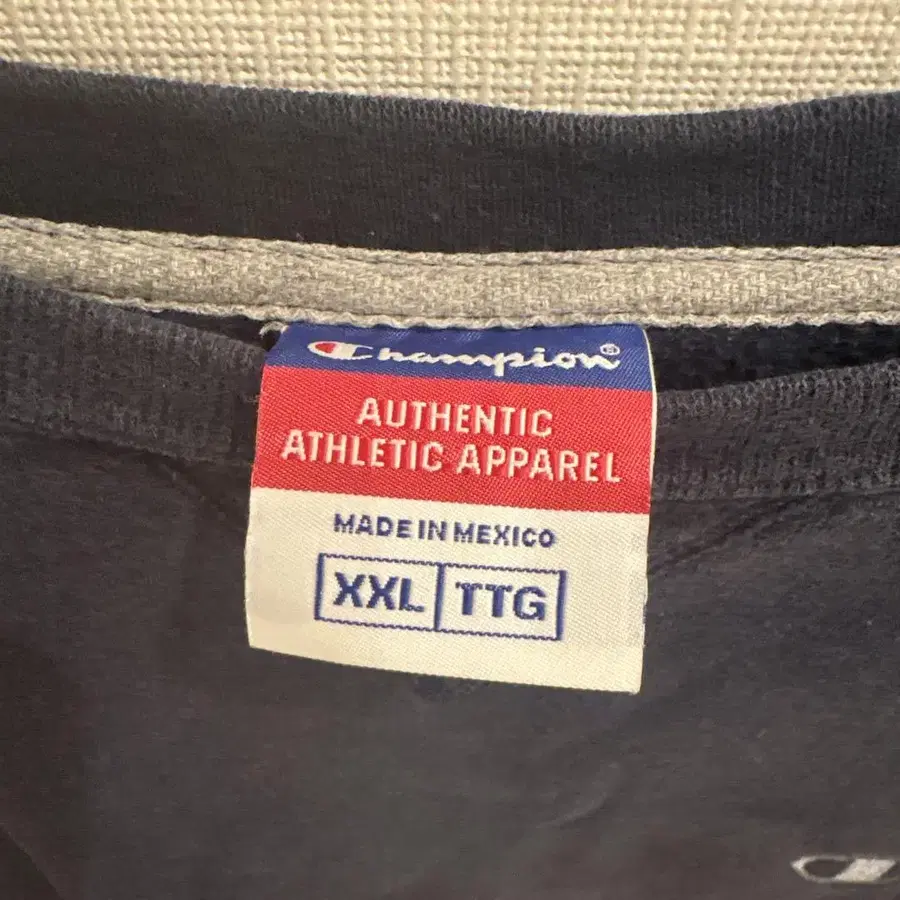 Champion®
AUTHENTIC
ATHLETIC APPAREL
MADE IN MEXICO
XXL TTG